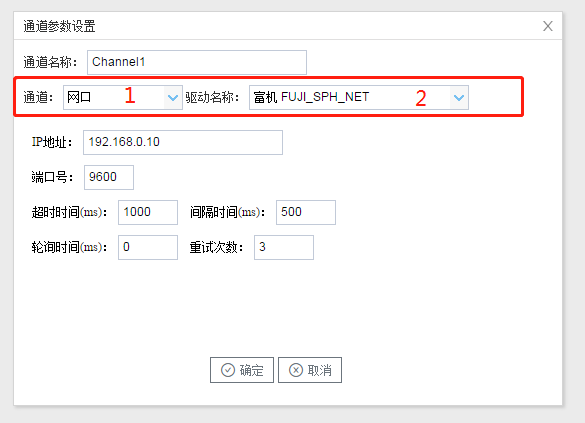 通道参数设置
通道名称: Channel1
通道: 网口 1 驱动名称: 富机 FUJI_SPH_NET 2
IP地址: 192.168.0.10
端口号: 9600
超时时间(ms): 1000 间隔时间(ms): 500
轮询时间(ms): 0 重试次数: 3
确定 取消